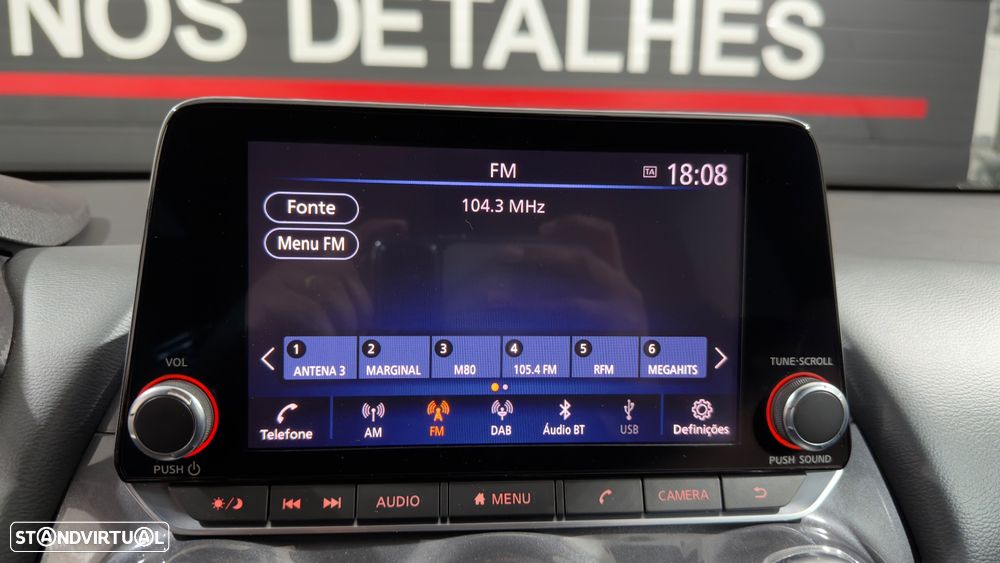 NOS DETALHES
FM
TA 18:08
Fonte
104.3 MHz
Menu FM
1 2 3 4 5 6
ANTENA 3 MARGINAL M80 105.4 FM RFM MEGAHITS
VOL
TUNE·SCROLL
Telefone AM FM DAB Áudio BT USB Definições
PUSH
PUSH SOUND
AUDIO MENU CAMERA
STANDVIRTUAL